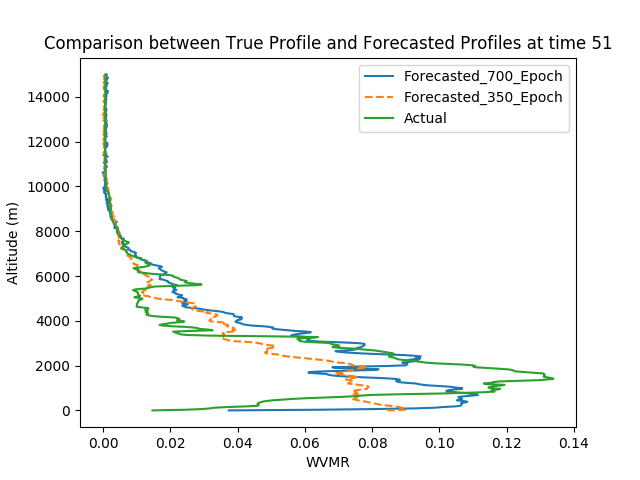 Comparison between True Profile and Forecasted Profiles at time 51
Forecasted_700_Epoch
Forecasted_350_Epoch
Actual
Altitude (m)
14000
12000
10000
8000
6000
4000
2000
0
0.00 0.02 0.04 0.06 0.08 0.10 0.12 0.14
WVMR